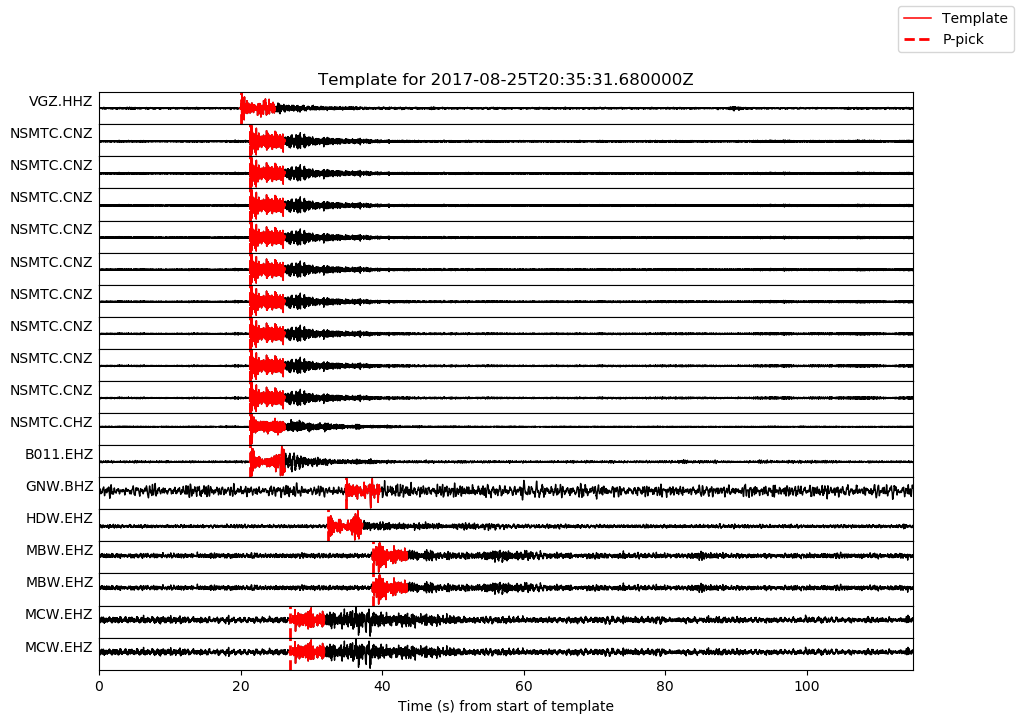 Template
P-pick
Template for 2017-08-25T20:35:31.680000Z
VGZ.HHZ
NSMTC.CNZ
NSMTC.CNZ
NSMTC.CNZ
NSMTC.CNZ
NSMTC.CNZ
NSMTC.CNZ
NSMTC.CNZ
NSMTC.CNZ
NSMTC.CNZ
NSMTC.CHZ
B011.EHZ
GNW.BHZ
HDW.EHZ
MBW.EHZ
MBW.EHZ
MCW.EHZ
MCW.EHZ
0 20 40 60 80 100
Time (s) from start of template